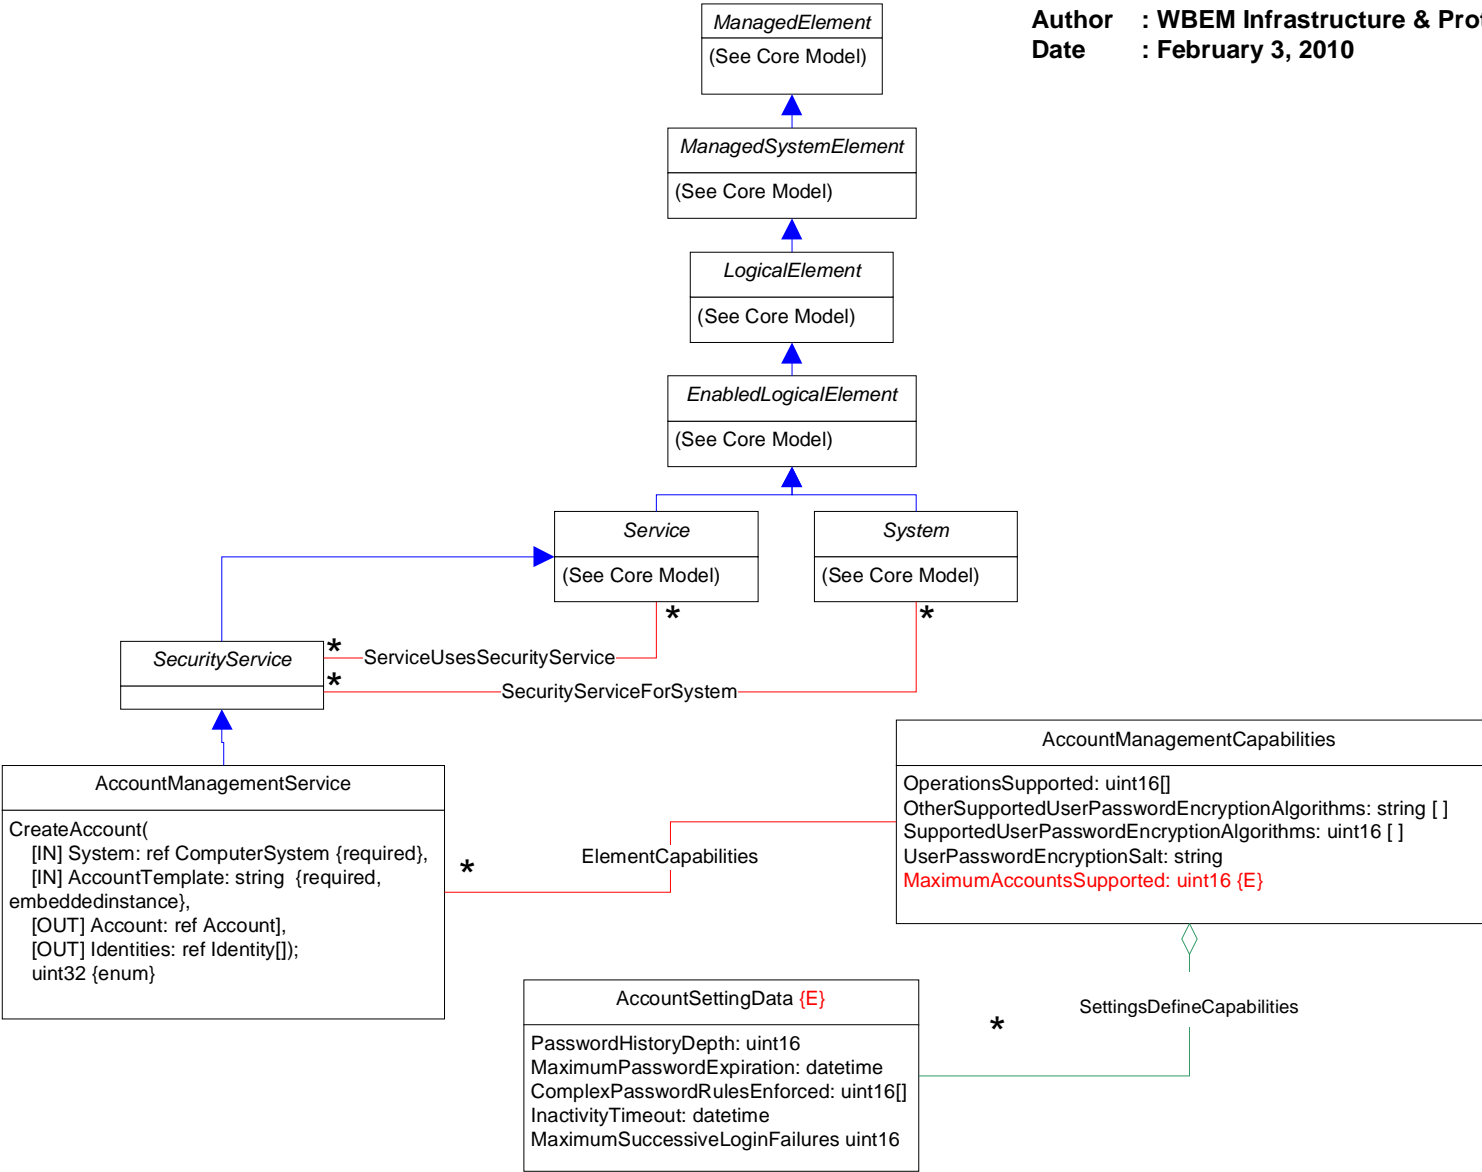 ManagedElement
(See Core Model)
Author : WBEM Infrastructure & Prot
Date : February 3, 2010
ManagedSystemElement
(See Core Model)
LogicalElement
(See Core Model)
EnabledLogicalElement
(See Core Model)
Service
(See Core Model)
System
(See Core Model)
*
*
SecurityService
*
ServiceUsesSecurityService
*
SecurityServiceForSystem
AccountManagementService
CreateAccount(
[IN] System: ref ComputerSystem {required},
[IN] AccountTemplate: string {required,
embeddedinstance},
[OUT] Account: ref Account],
[OUT] Identities: ref Identity[]);
uint32 {enum}
*
ElementCapabilities
AccountManagementCapabilities
OperationsSupported: uint16[]
OtherSupportedUserPasswordEncryptionAlgorithms: string [ ]
SupportedUserPasswordEncryptionAlgorithms: uint16 [ ]
UserPasswordEncryptionSalt: string
MaximumAccountsSupported: uint16 {E}
AccountSettingData {E}
PasswordHistoryDepth: uint16
MaximumPasswordExpiration: datetime
ComplexPasswordRulesEnforced: uint16[]
InactivityTimeout: datetime
MaximumSuccessiveLoginFailures uint16
*
SettingsDefineCapabilities